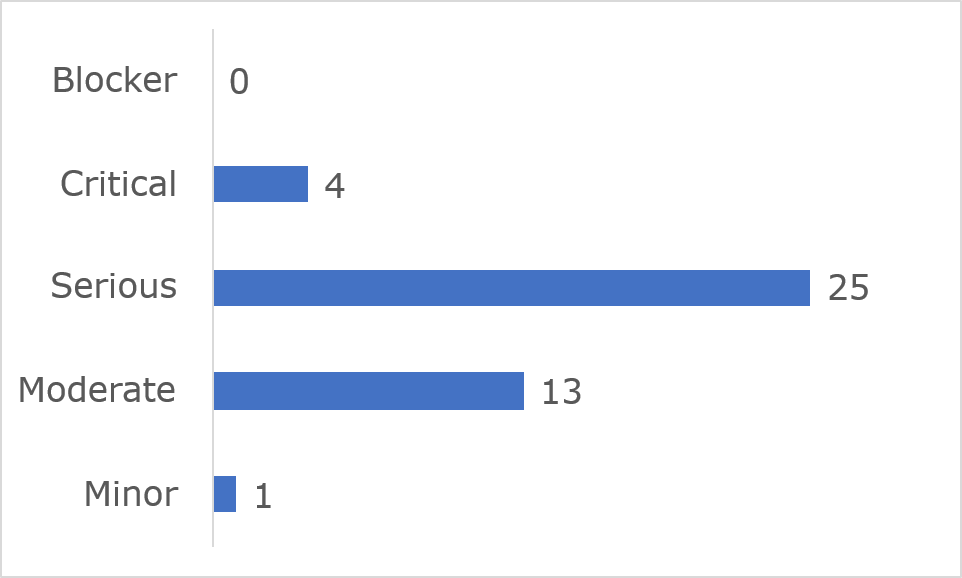 Blocker 0
Critical 4
Serious 25
Moderate 13
Minor 1